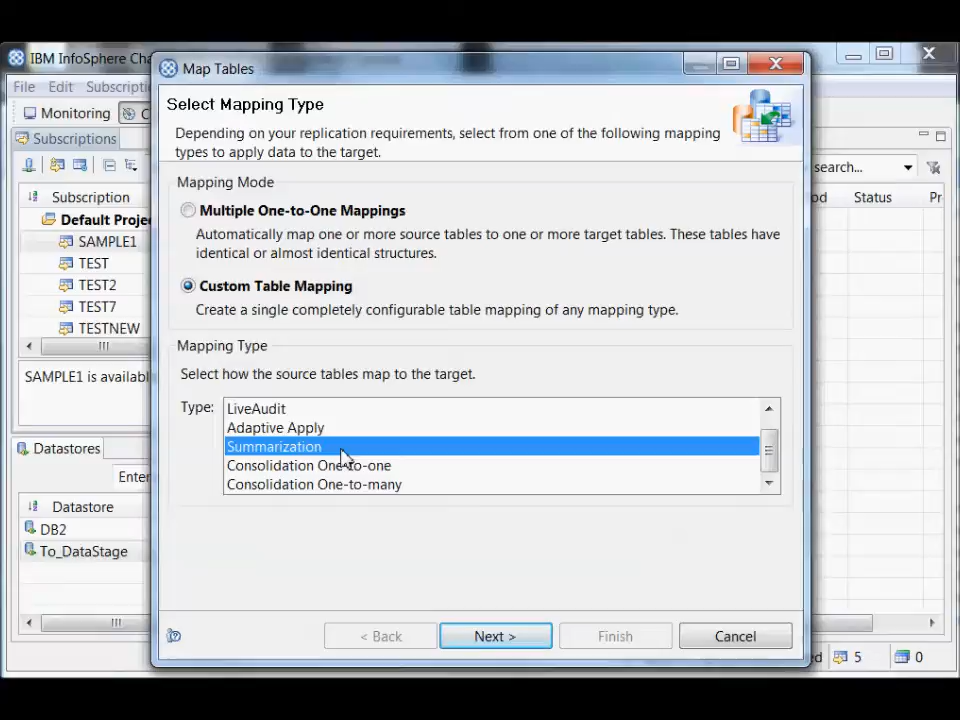 IBM InfoSphere Cha
Map Tables
File Edit Subscripti
Select Mapping Type
Monitoring C
Depending on your replication requirements, select from one of the following mapping
types to apply data to the target.
Subscriptions
search...
Mapping Mode
Subscription
od Status Pr
Multiple One-to-One Mappings
Default Proje
Automatically map one or more source tables to one or more target tables. These tables have
identical or almost identical structures.
SAMPLE1
TEST
TEST2
Custom Table Mapping
TEST7
Create a single completely configurable table mapping of any mapping type.
TESTNEW
Mapping Type
SAMPLE1 is availab
Select how the source tables map to the target.
Type:
LiveAudit
Adaptive Apply
Summarization
Consolidation One-to-one
Consolidation One-to-many
Datastores
Enter
Datastore
DB2
To_DataStage
< Back
Next >
Finish
Cancel
ed 5 0